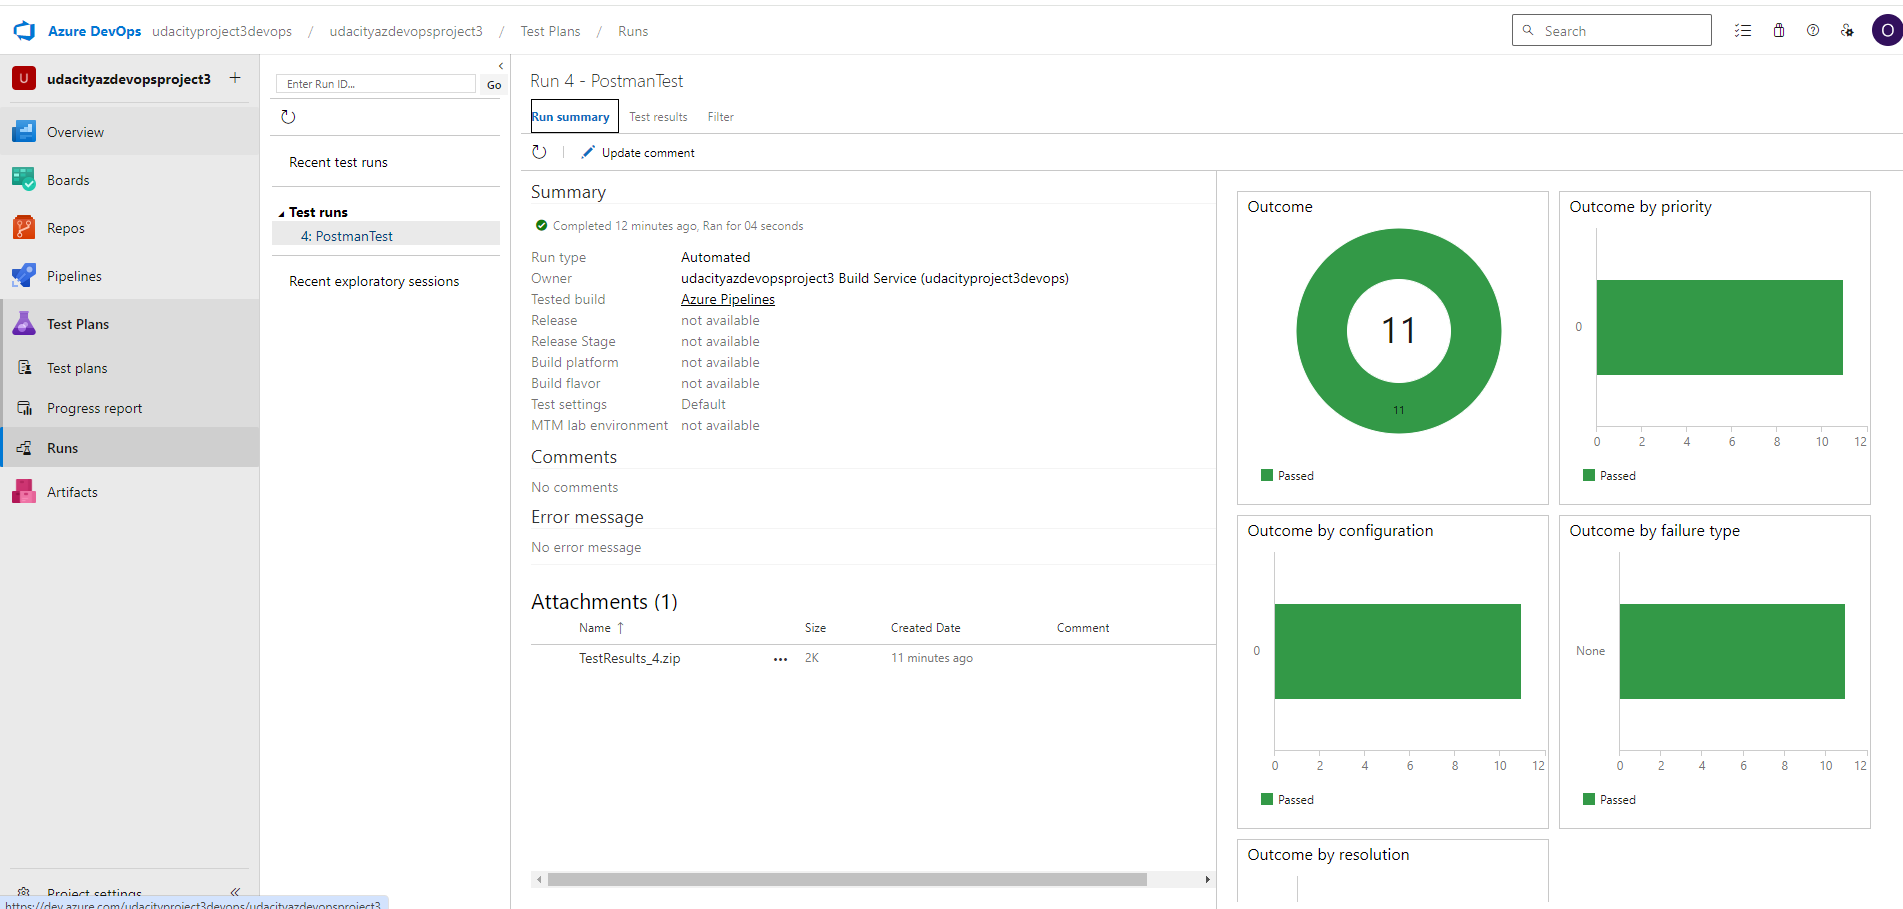 Azure DevOps udacityproject3devops / udacityazdevopsproject3 / Test Plans / Runs
Search
O
U udacityazdevopsproject3 +
Overview
Boards
Repos
Pipelines
Test Plans
Test plans
Progress report
Runs
Artifacts
Project settings
https://dev.azure.com/udacityproject3devops/udacityazdevopsproject3
Enter Run ID...
Go
Recent test runs
Test runs
4: PostmanTest
Recent exploratory sessions
Run 4 - PostmanTest
Run summary Test results Filter
Update comment
Summary
Completed 12 minutes ago, Ran for 04 seconds
Run type Automated
Owner udacityazdevopsproject3 Build Service (udacityproject3devops)
Tested build Azure Pipelines
Release not available
Release Stage not available
Build platform not available
Build flavor not available
Test settings Default
MTM lab environment not available
Comments
No comments
Error message
No error message
Attachments (1)
Name ↑ Size Created Date Comment
TestResults_4.zip ... 2K 11 minutes ago
Outcome
11
11
Passed
Outcome by priority
0
0 2 4 6 8 10 12
Passed
Outcome by configuration
0
0 2 4 6 8 10 12
Passed
Outcome by failure type
None
0 2 4 6 8 10 12
Passed
Outcome by resolution